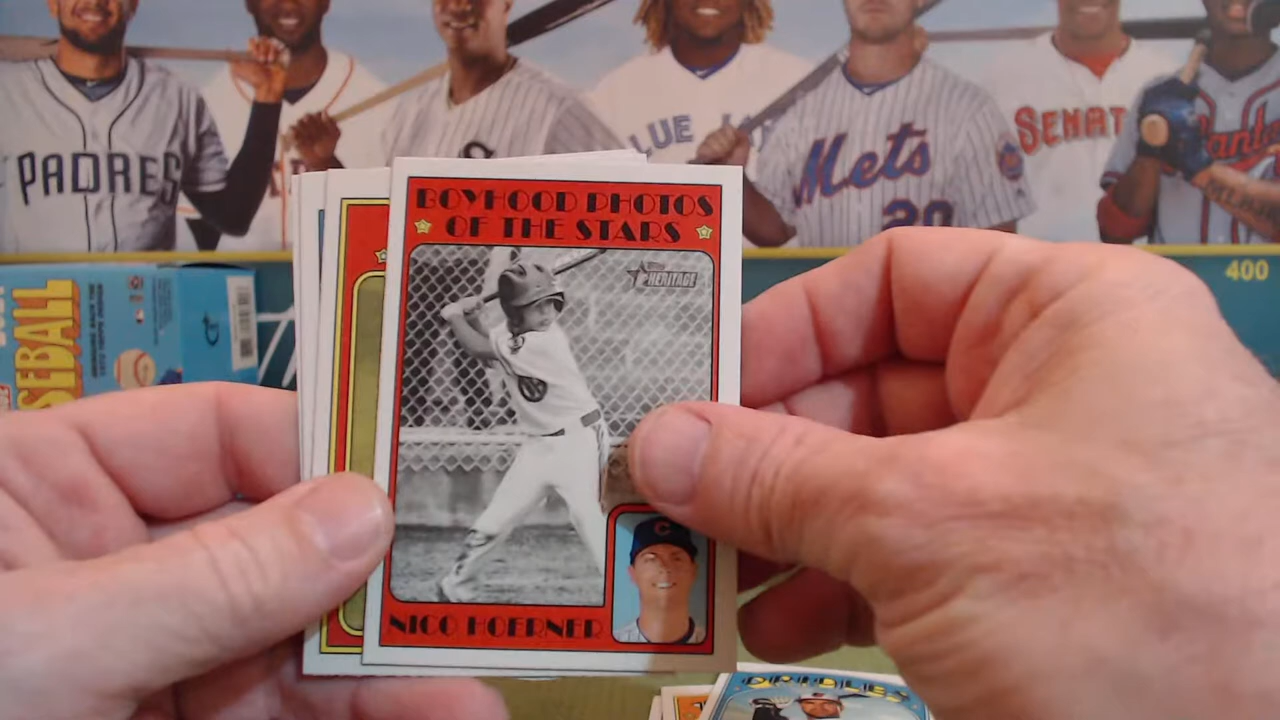 PADRES
LUE
Mets
20
SENAT
400
BOYHOOD PHOTOS
OF THE STARS
HERITAGE
NICO HOERNER
SEBALL
C